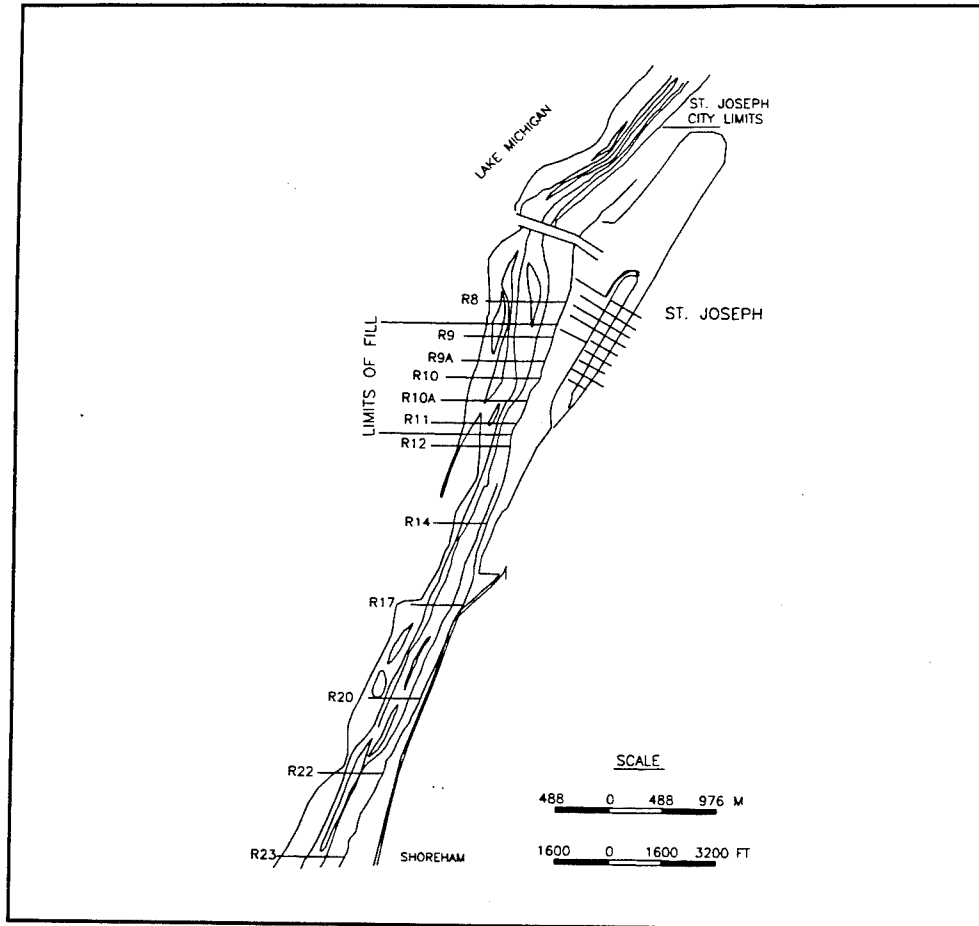 ST. JOSEPH
CITY LIMITS
LAKE MICHIGAN
R8
ST. JOSEPH
LIMITS OF FILL
R9
R9A
R10
R10A
R11
R12
R14
R17
R20
R22
R23
SHOREHAM
SCALE
488 0 488 976 M
1600 0 1600 3200 FT